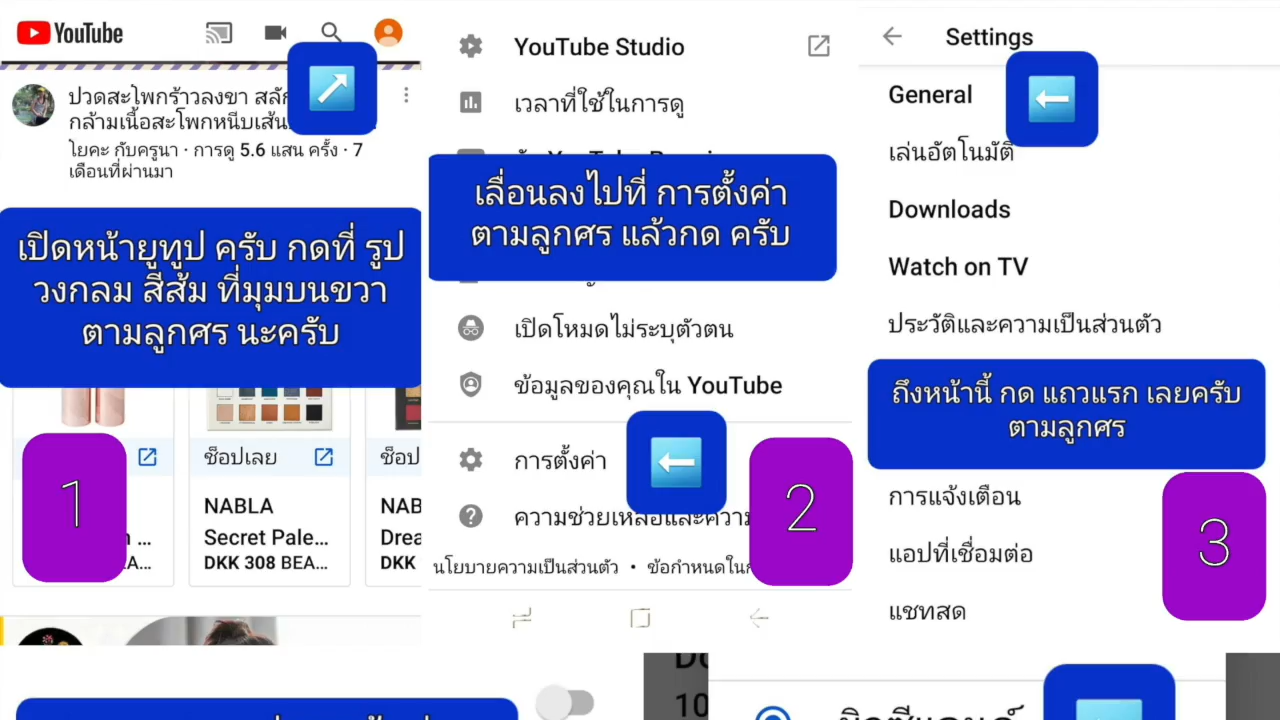 YouTube
ปวดสะโพกร้าวลงขา
กล้ามเนื้อสะโพกหนีบเส้น
โยคะ กับครูนา · การดู 5.6 แสน ครั้ง · 7
เดือนที่ผ่านมา
เปิดหน้ายูทูป ครับ กดที่ รูป
วงกลม สีส้ม ที่มุมบนขวา
ตามลูกศร นะครับ
1
ช็อปเลย
ช็อป
NABLA
Secret Pale...
DKK 308 BEA...
NAB
Drea
DKK
YouTube Studio
เวลาที่ใช้ในการดู
เลื่อนลงไปที่ การตั้งค่า
ตามลูกศร แล้วกด ครับ
เปิดโหมดไม่ระบุตัวตน
ข้อมูลของคุณใน YouTube
การตั้งค่า
ความช่วยเหลือและความ
นโยบายความเป็นส่วนตัว • ข้อกำหนดใน
2
Settings
General
เล่นอัตโนมัติ
Downloads
Watch on TV
ประวัติและความเป็นส่วนตัว
ถึงหน้านี้ กด แถวแรก เลยครับ
ตามลูกศร
การแจ้งเตือน
แอปที่เชื่อมต่อ
แชทสด
3
10